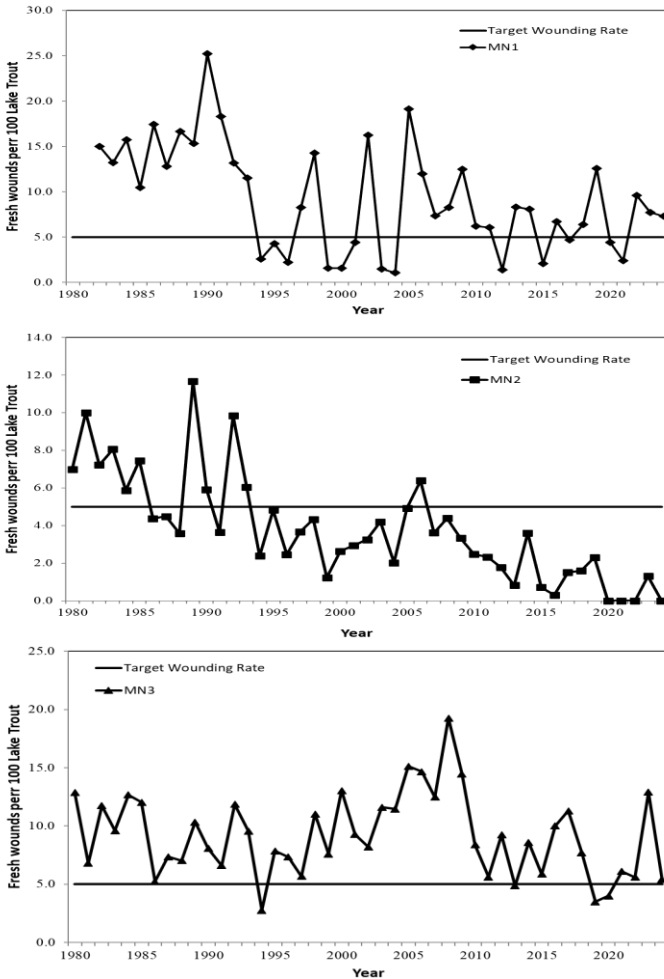 30.0
25.0
20.0
15.0
10.0
5.0
0.0
Fresh wounds perr 100 Lake Trout
Target Wounding Rate
MN1
1980 1985 1990 1995 2000 2005 2010 2015 2020
Year
14.0
12.0
10.0
8.0
6.0
4.0
2.0
0.0
Fresh wounds perr 100 Lake Trout
Target Wounding Rate
MN2
1980 1985 1990 1995 2000 2005 2010 2015 2020
Year
25.0
20.0
15.0
10.0
5.0
0.0
Fresh wounds perr 100 Lake Trout
Target Wounding Rate
MN3
1980 1985 1990 1995 2000 2005 2010 2015 2020
Year